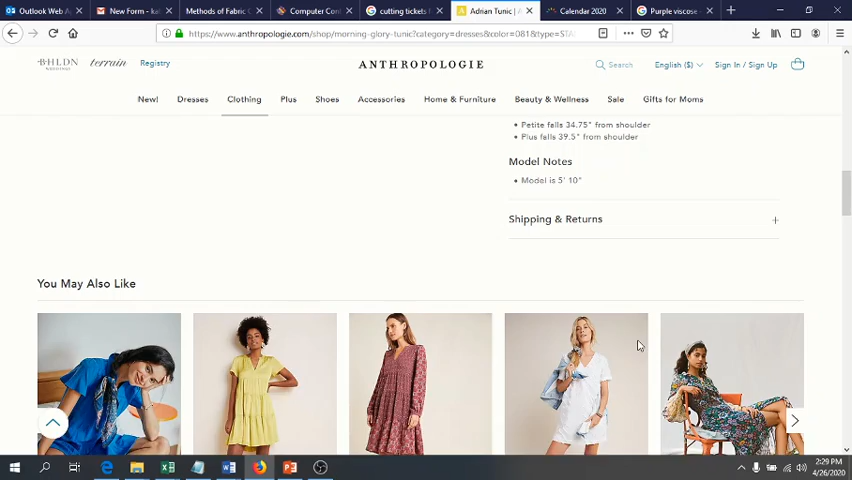 Outlook Web A
New Form - kal
Methods of Fabric C
Computer Cont
cutting tickets f
Adrian Tunic | A
Calendar 2020
Purple viscose -
https://www.anthropologie.com/shop/morning-glory-tunic?category=dresses&color=081&type=STA
BHLDN
WEDDINGS
terrain
Registry
ANTHROPOLOGIE
Search
English ($)
Sign In / Sign Up
New!
Dresses
Clothing
Plus
Shoes
Accessories
Home & Furniture
Beauty & Wellness
Sale
Gifts for Moms
• Petite falls 34.75" from shoulder
• Plus falls 39.5" from shoulder
Model Notes
• Model is 5' 10"
Shipping & Returns +
You May Also Like
2:29 PM
4/26/2020